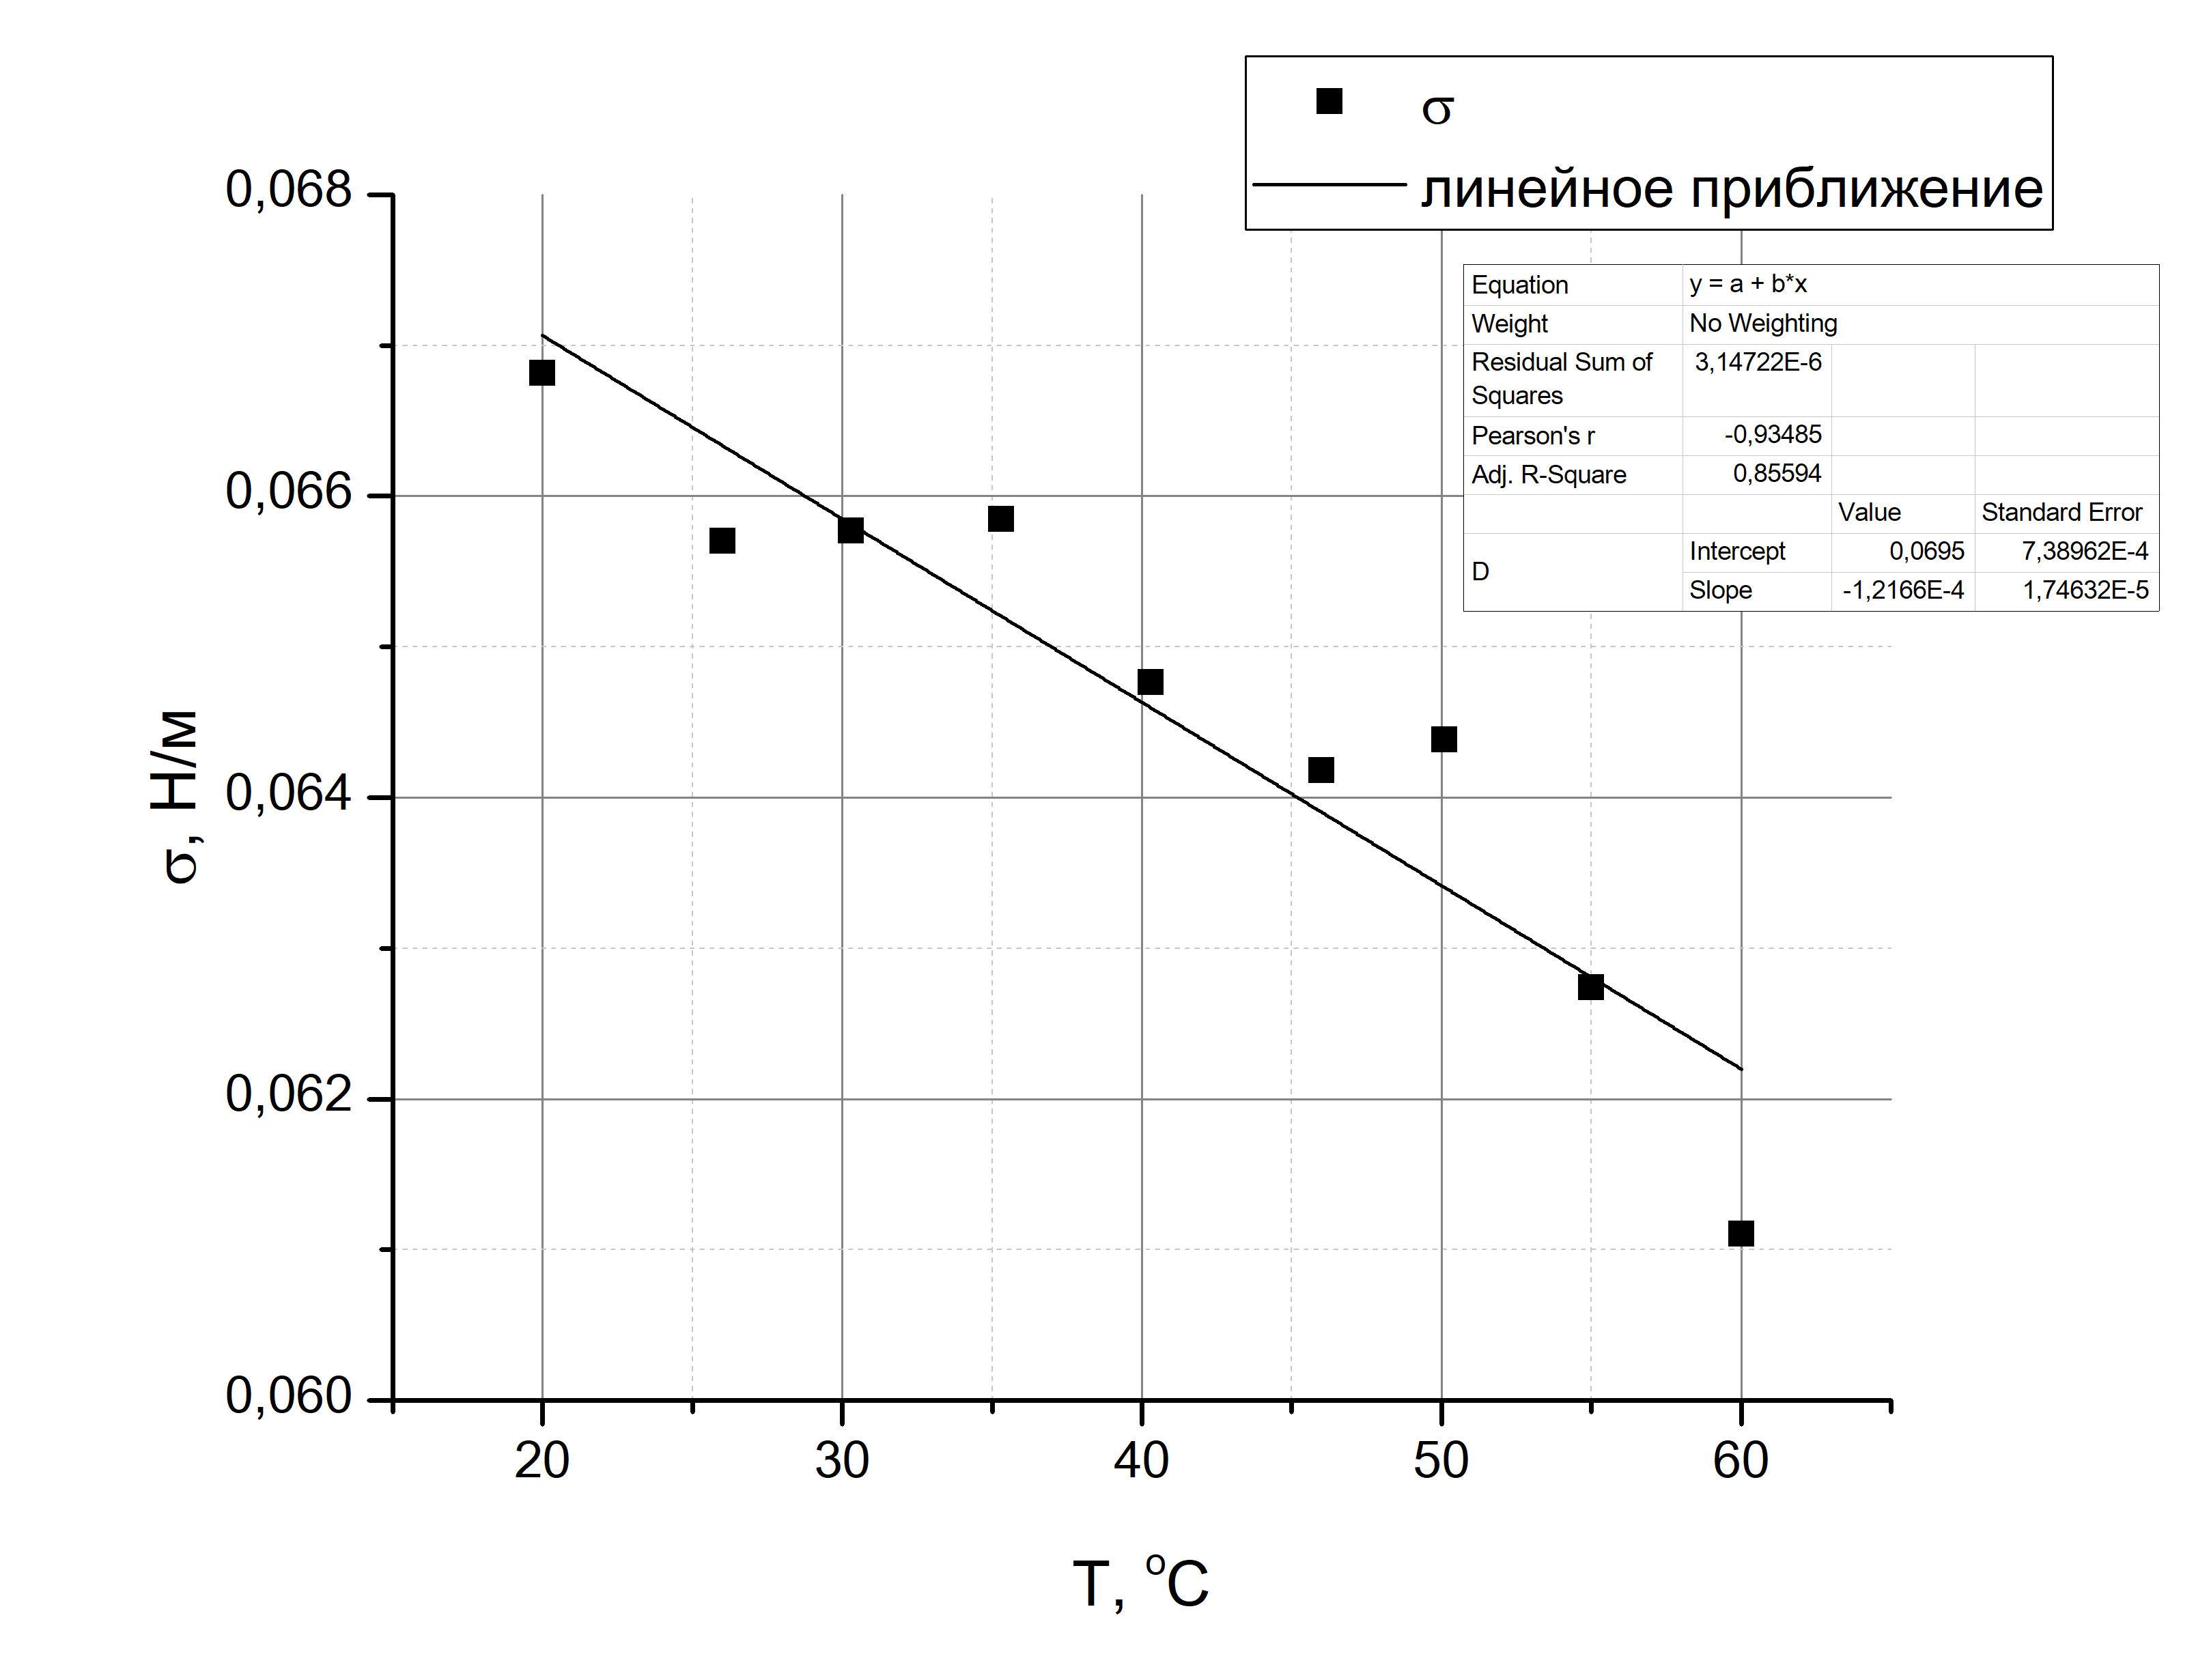 σ
линейное приближение
0,068
0,066
0,064
0,062
0,060
σ, Н/м
Equation y = a + b*x
Weight No Weighting
Residual Sum of Squares 3,14722E-6
Pearson's r -0,93485
Adj. R-Square 0,85594
Value Standard Error
D Intercept 0,0695 7,38962E-4
Slope -1,2166E-4 1,74632E-5
20 30 40 50 60
T, °C